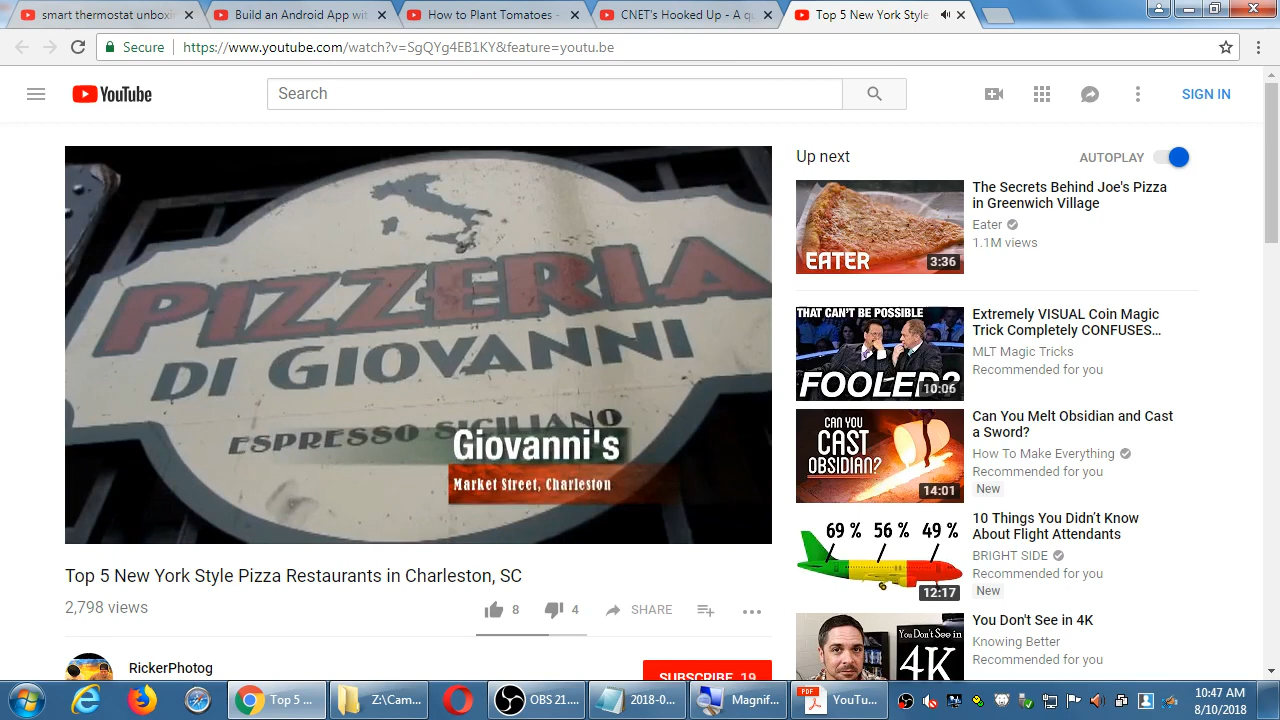 smart thermstat unboxi
Build an Android App wit
How to Plant Tomatoe
CNET's Hooked Up - A qu
Top 5 New York Style
Secure
https://www.youtube.com/watch?v=SgQYg4EB1KY&feature=youtu.be
YouTube
Search
SIGN IN
PIZZERIA
DI GIOVANNI
ESPRESSO SICILIANO
Giovanni's
Market Street, Charleston
Top 5 New York Style Pizza Restaurants in Charleston, SC
2,798 views
8
4
SHARE
RickerPhotog
SUBSCRIBE 19
Up next
AUTOPLAY
EATER
3:36
The Secrets Behind Joe's Pizza
in Greenwich Village
Eater
1.1M views
THAT CAN'T BE POSSIBLE
FOOLED?
10:06
Extremely VISUAL Coin Magic
Trick Completely CONFUSES...
MLT Magic Tricks
Recommended for you
CAN YOU
CAST
OBSIDIAN?
14:01
Can You Melt Obsidian and Cast
a Sword?
How To Make Everything
Recommended for you
New
69 % 56 % 49 %
12:17
10 Things You Didn't Know
About Flight Attendants
BRIGHT SIDE
Recommended for you
New
You Don't See in
4K
You Don't See in 4K
Knowing Better
Recommended for you
Top 5 ...
Z:\Cam...
OBS 21....
2018-0...
Magnif...
PDF
YouTu...
10:47 AM
8/10/2018